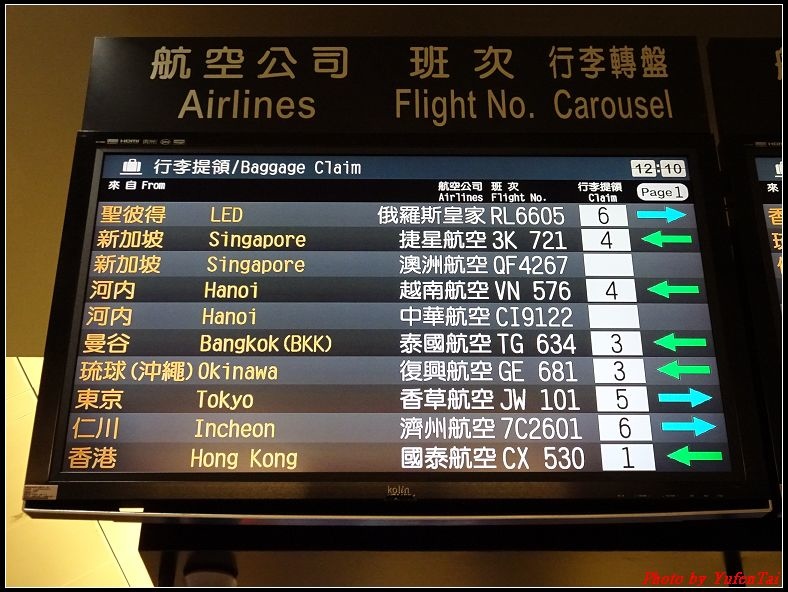 航空公司 班次 行李轉盤
Airlines Flight No. Carousel
行李提領/Baggage Claim 12:10
來自 From 航空公司 班次 行李提領 Page 1
Airlines Flight No. Claim
聖彼得 LED 俄羅斯皇家 RL6605 6
新加坡 Singapore 捷星航空 3K 721 4
新加坡 Singapore 澳洲航空 QF4267
河內 Hanoi 越南航空 VN 576 4
河內 Hanoi 中華航空 CI9122
曼谷 Bangkok(BKK) 泰國航空 TG 634 3
琉球(沖繩) Okinawa 復興航空 GE 681 3
東京 Tokyo 香草航空 JW 101 5
仁川 Incheon 濟州航空 7C2601 6
香港 Hong Kong 國泰航空 CX 530 1
kolin
Photo by YufenTai